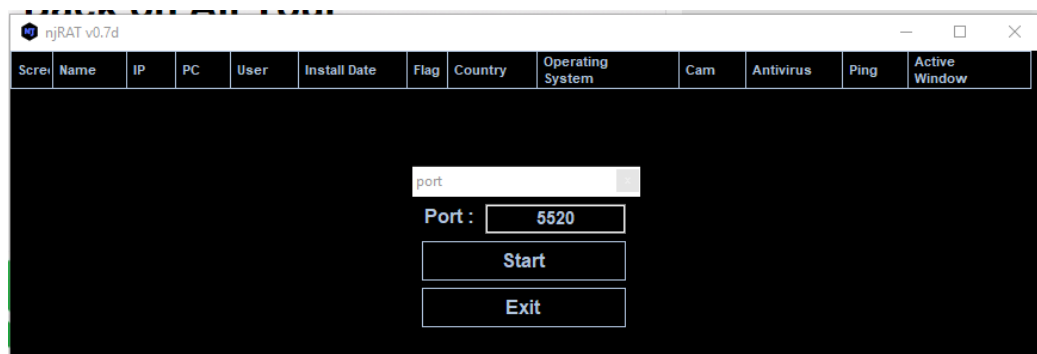 njRAT v0.7d
Scree Name IP PC User Install Date Flag Country Operating System Cam Antivirus Ping Active Window
port
Port : 5520
Start
Exit